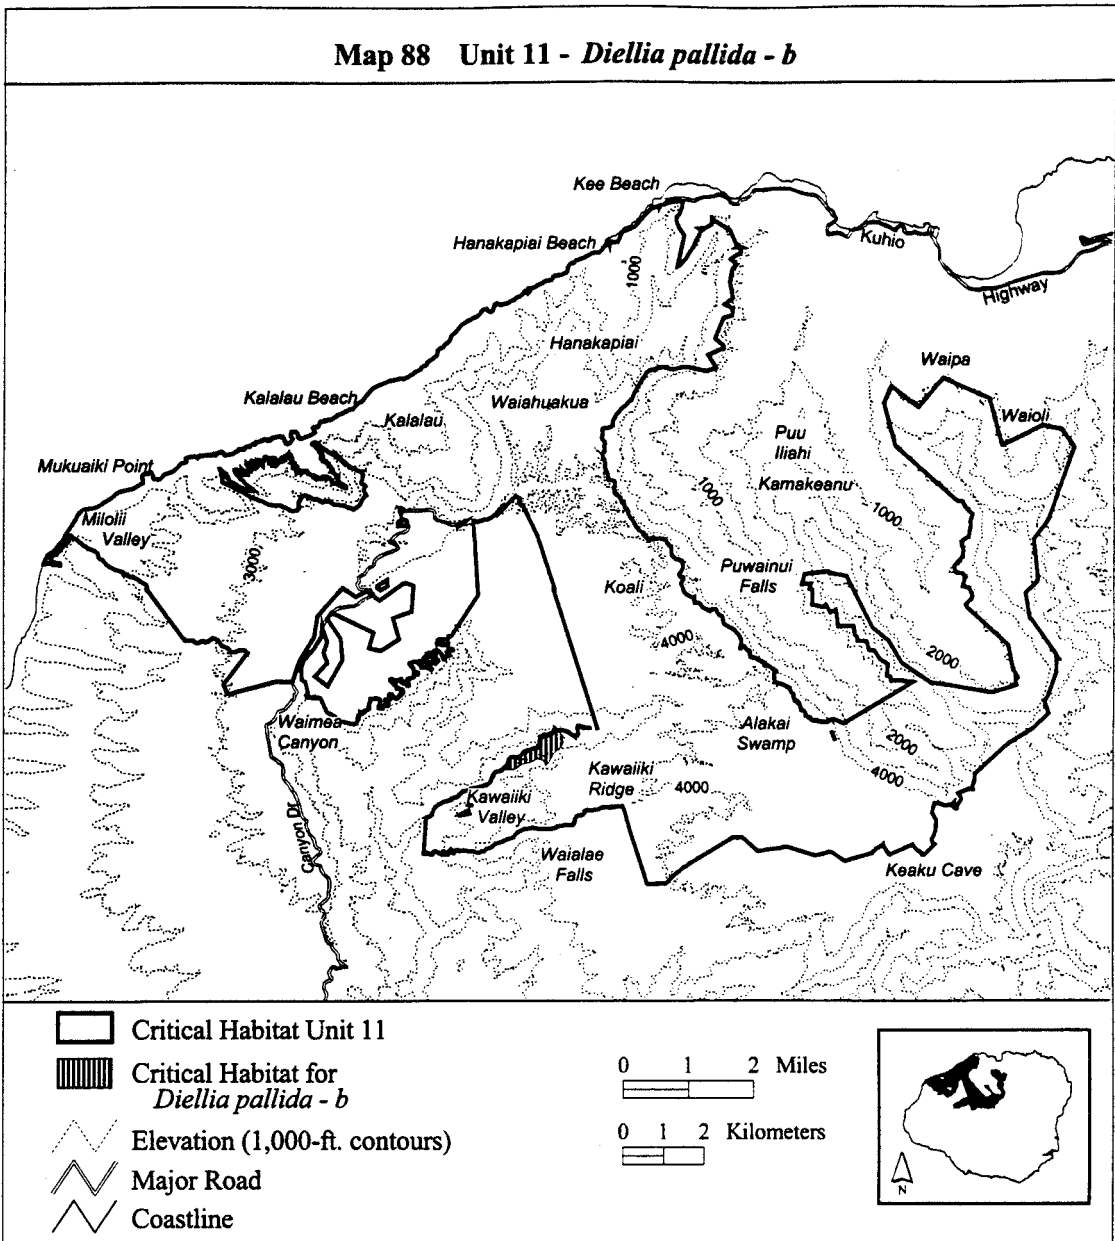 Map 88 Unit 11 - Diellia pallida - b
Kee Beach
Kuhio
Hanakapiai Beach
1000
Highway
Hanakapiai
Waipa
Kalalau Beach
Waiahuakua
Kalalau
Waioli
Puu
Iliahi
Mukuaiki Point
Kamakeanu
1000
1000
Milolii
Valley
3000
Puwainui
Falls
Koali
4000
2000
Waimea
Canyon
Alakai
Swamp
2000
Kawaiiki
Ridge
4000
4000
Kawaiiki
Valley
Canyon Dr
Waialae
Falls
Keaku Cave
Critical Habitat Unit 11
Critical Habitat for
Diellia pallida - b
Elevation (1,000-ft. contours)
Major Road
Coastline
0 1 2 Miles
0 1 2 Kilometers
N